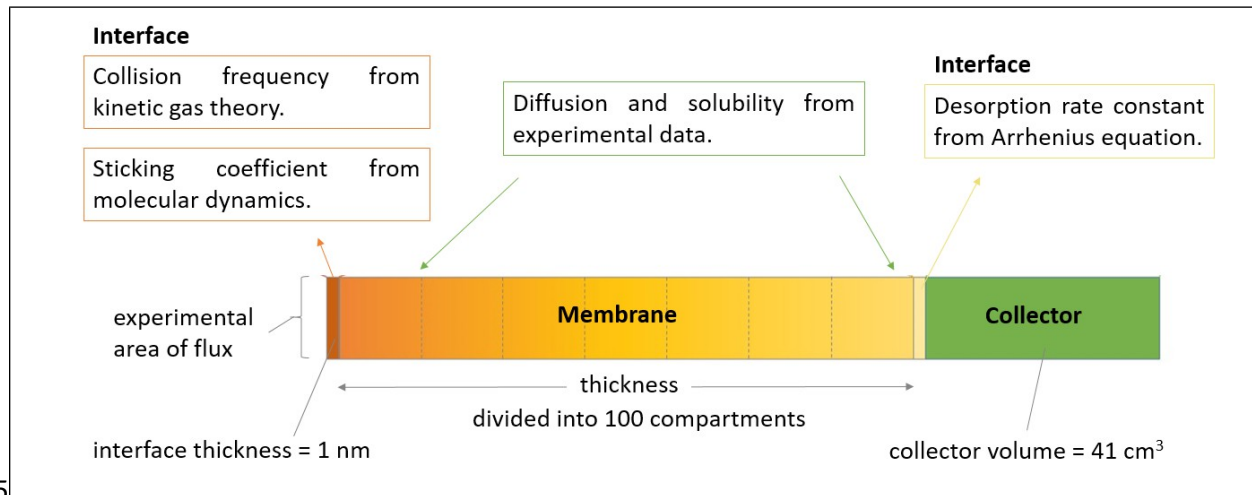 Interface
Collision frequency from
kinetic gas theory.
Sticking coefficient from
molecular dynamics.
Diffusion and solubility from
experimental data.
Interface
Desorption rate constant
from Arrhenius equation.
experimental
area of flux
Membrane
Collector
thickness
divided into 100 compartments
interface thickness = 1 nm
collector volume = 41 cm³
5